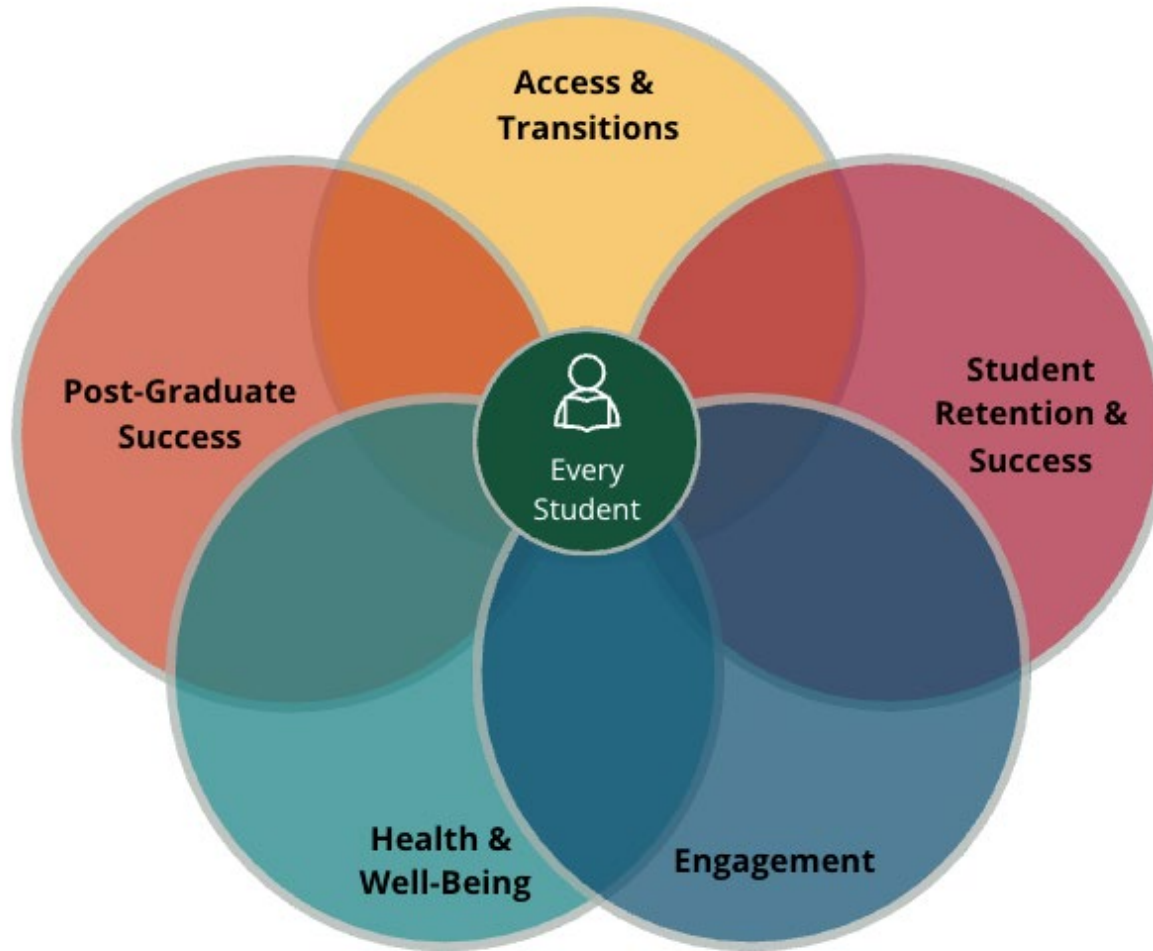 Access &
Transitions
Post-Graduate
Success
Student
Retention &
Success
Every
Student
Health &
Well-Being
Engagement